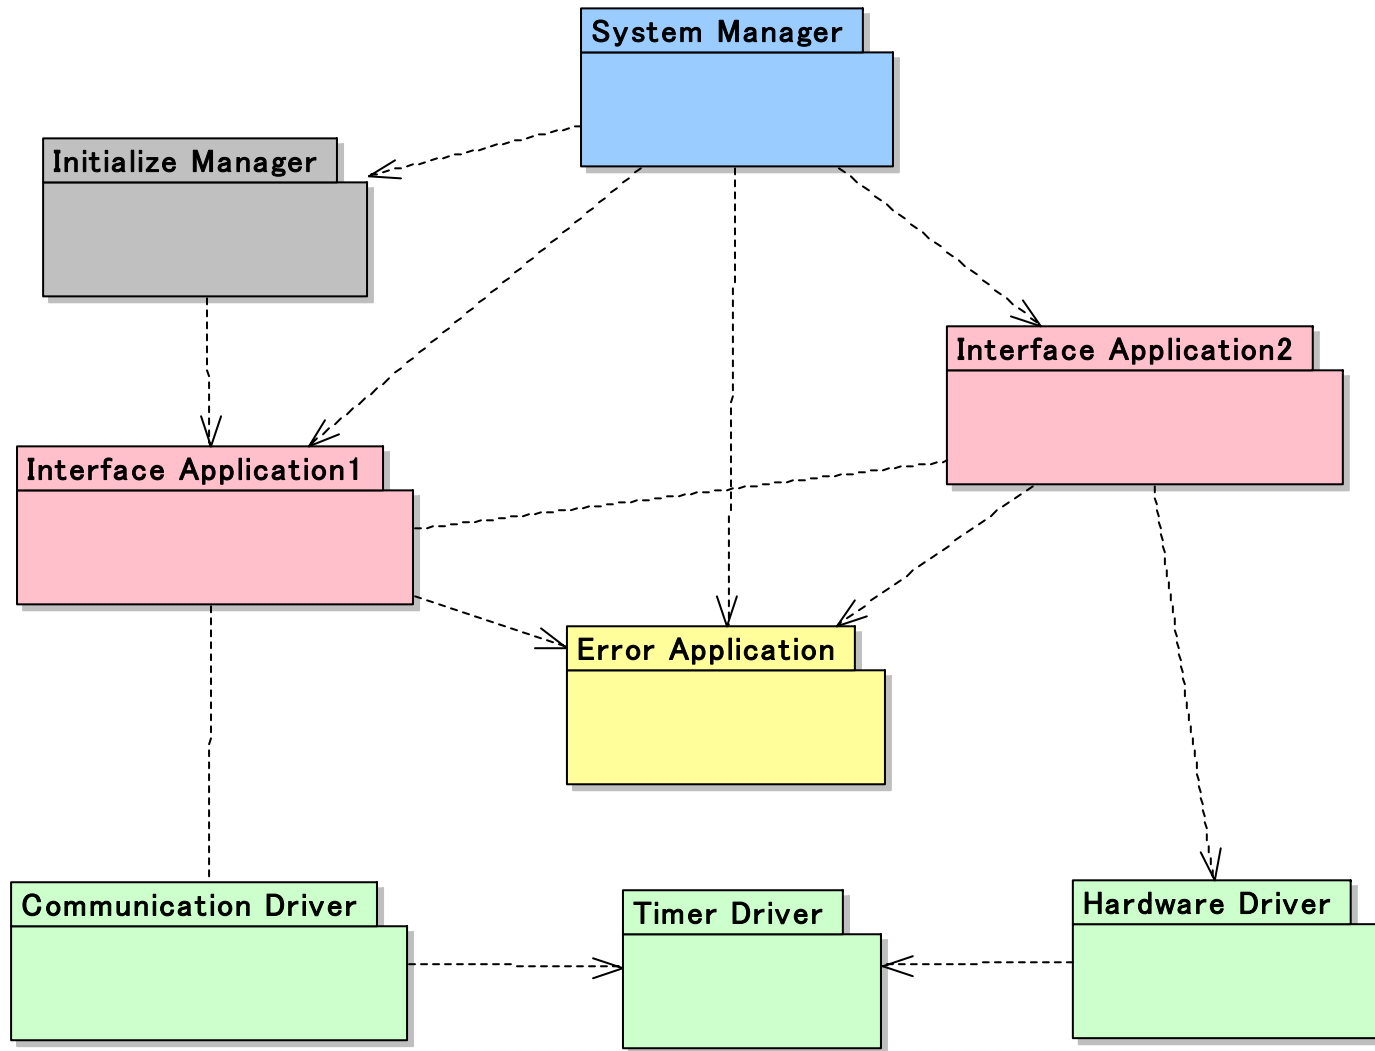 System Manager
Initialize Manager
Interface Application2
Interface Application1
Error Application
Communication Driver
Timer Driver
Hardware Driver